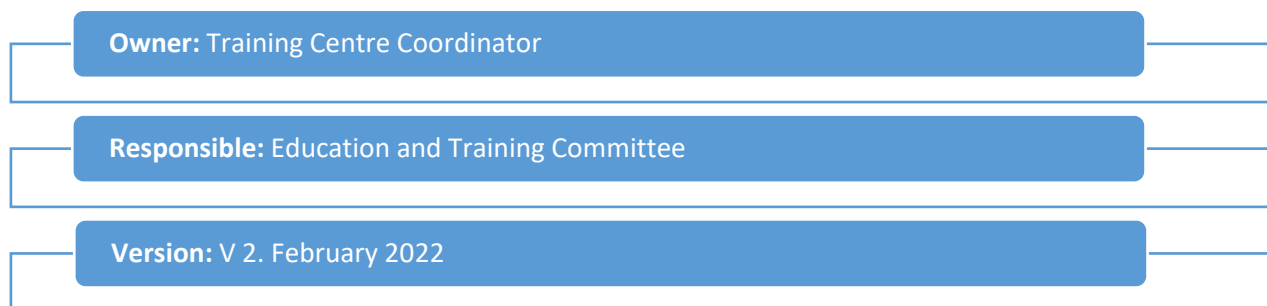 Owner: Training Centre Coordinator
Responsible: Education and Training Committee
Version: V 2. February 2022